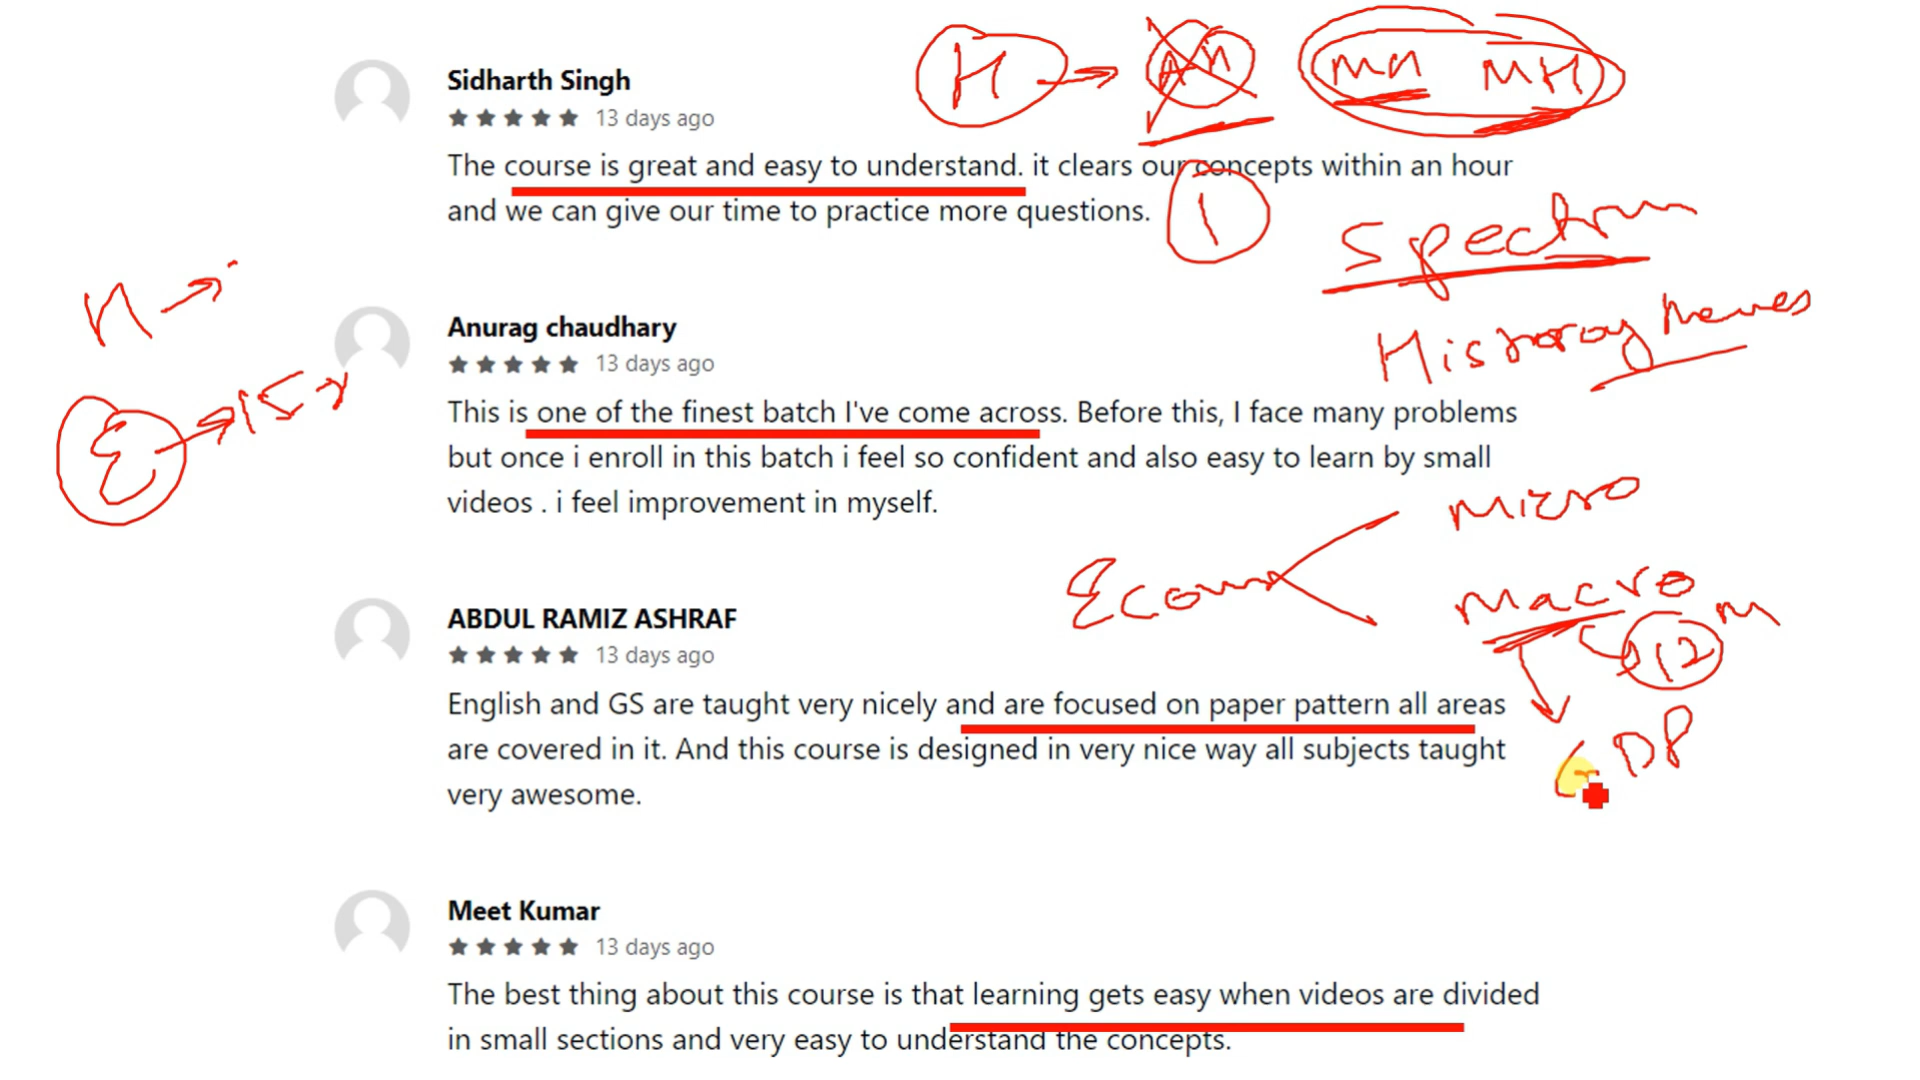 H → An MH MH
Sidharth Singh
13 days ago
The course is great and easy to understand. it clears our concepts within an hour
and we can give our time to practice more questions.
1
Spectrum
H →
Anurag chaudhary
13 days ago
This is one of the finest batch I've come across. Before this, I face many problems
but once i enroll in this batch i feel so confident and also easy to learn by small
videos . i feel improvement in myself.
Micro
Macro
12 M
ABDUL RAMIZ ASHRAF
13 days ago
English and GS are taught very nicely and are focused on paper pattern all areas
are covered in it. And this course is designed in very nice way all subjects taught
very awesome.
GDP
Meet Kumar
13 days ago
The best thing about this course is that learning gets easy when videos are divided
in small sections and very easy to understand the concepts.